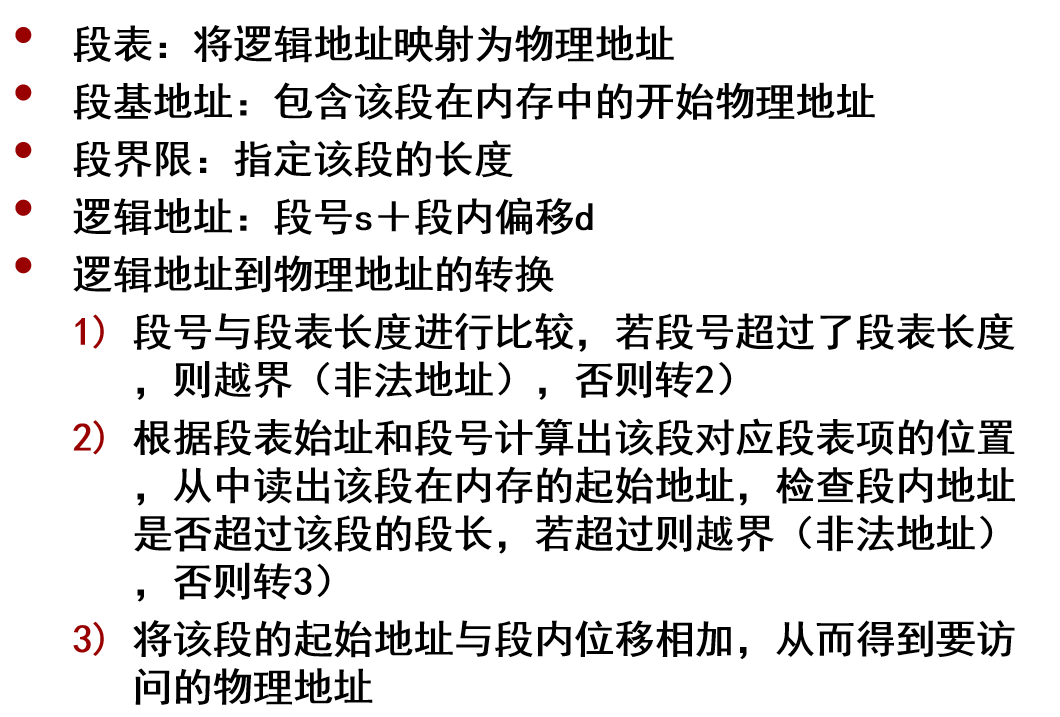 • 段表：将逻辑地址映射为物理地址
• 段基地址：包含该段在内存中的开始物理地址
• 段界限：指定该段的长度
• 逻辑地址：段号s＋段内偏移d
• 逻辑地址到物理地址的转换
1) 段号与段表长度进行比较，若段号超过了段表长度
，则越界（非法地址），否则转2）
2) 根据段表始址和段号计算出该段对应段表项的位置
，从中读出该段在内存的起始地址，检查段内地址
是否超过该段的段长，若超过则越界（非法地址）
，否则转3）
3) 将该段的起始地址与段内位移相加，从而得到要访
问的物理地址